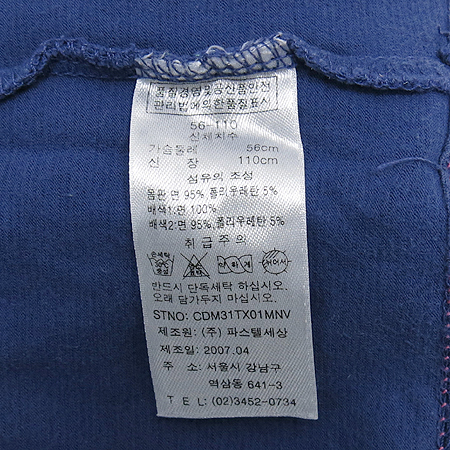 품질경영및공산품안전
관리법에의한품질표시
56-110
신체치수
가슴둘레 56cm
신 장 110cm
섬유의 조성
몸판:면 95%,폴리우레탄 5%
배색1:면 100%
배색2:면 95%,폴리우레탄 5%
취급주의
약하게
반드시 단독세탁 하십시오.
오래 담가두지 마십시오.
STNO: CDM31TX01MNV
제조원: (주) 파스텔세상
제조일: 2007.04
주 소: 서울시 강남구
역삼동 641-3
T E L: (02)3452-0734